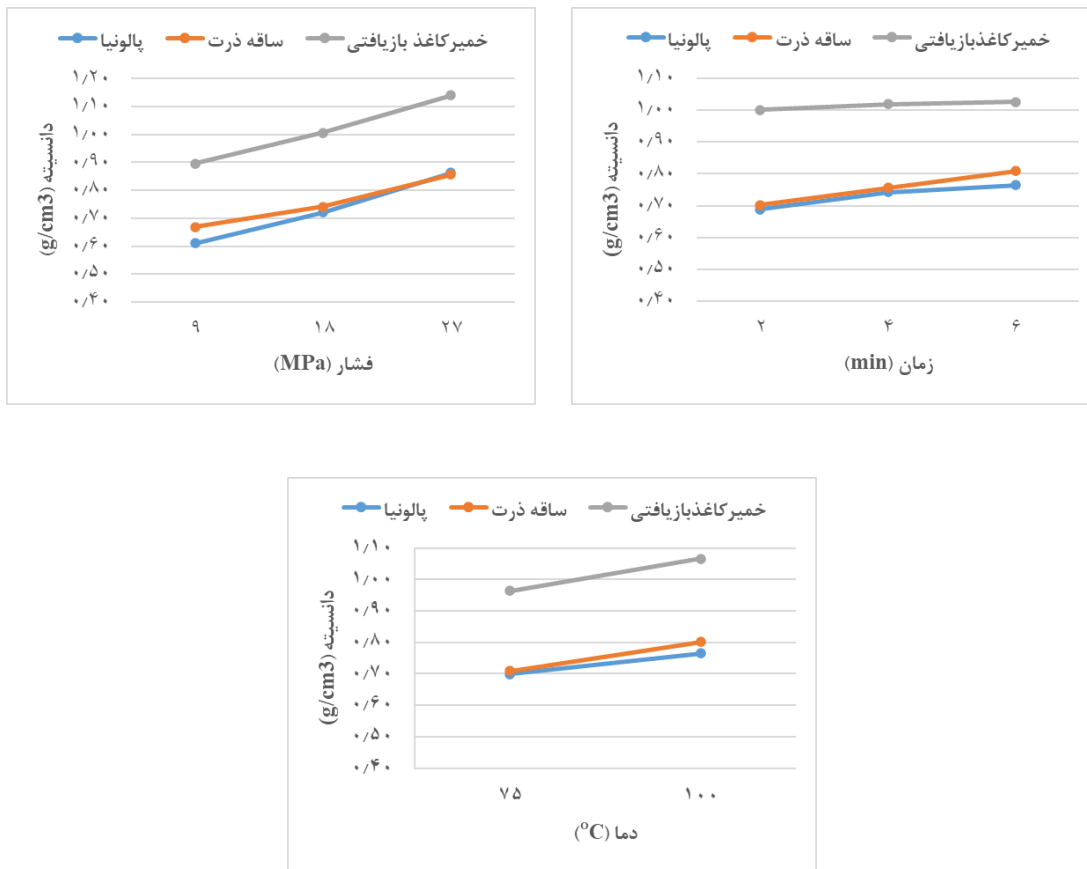 پالونیا ساقه ذرت خمیرکاغذ بازیافتی
۱٫۲۰
۱٫۱۰
۱٫۰۰
۰٫۹۰
۰٫۸۰
۰٫۷۰
۰٫۶۰
۰٫۵۰
۰٫۴۰
دانسیته (g/cm3)
۹ ۱۸ ۲۷
فشار (MPa)
پالونیا ساقه ذرت خمیرکاغذبازیافتی
۱٫۱۰
۱٫۰۰
۰٫۹۰
۰٫۸۰
۰٫۷۰
۰٫۶۰
۰٫۵۰
۰٫۴۰
دانسیته (g/cm3)
۲ ۴ ۶
زمان (min)
پالونیا ساقه ذرت خمیرکاغذبازیافتی
۱٫۱۰
۱٫۰۰
۰٫۹۰
۰٫۸۰
۰٫۷۰
۰٫۶۰
۰٫۵۰
۰٫۴۰
دانسیته (g/cm3)
۷۵ ۱۰۰
دما (°C)